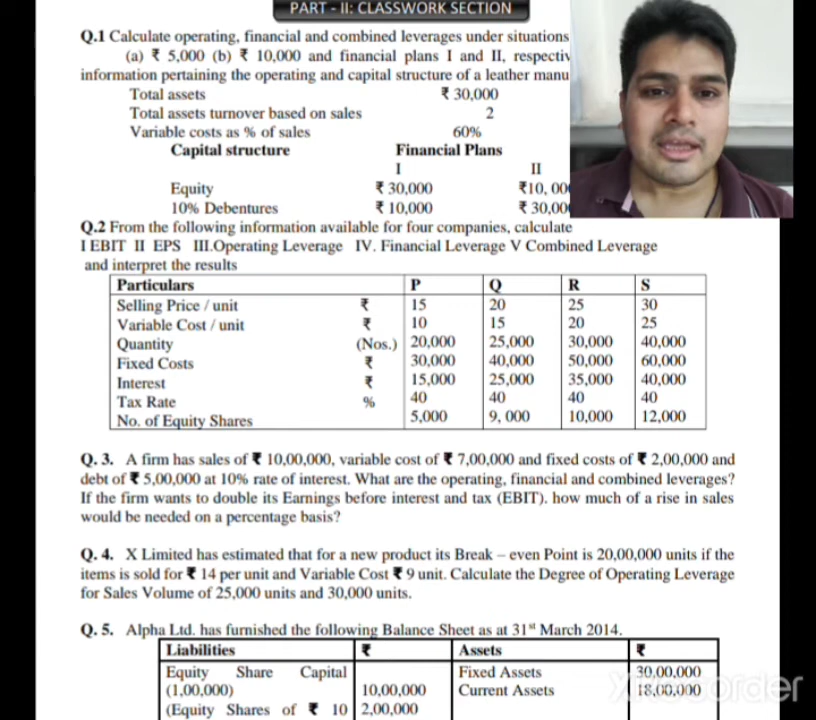 PART - II: CLASSWORK SECTION
Q.1 Calculate operating, financial and combined leverages under situations
(a) ₹ 5,000 (b) ₹ 10,000 and financial plans I and II, respectiv
information pertaining the operating and capital structure of a leather manu
Total assets ₹ 30,000
Total assets turnover based on sales 2
Variable costs as % of sales 60%
Capital structure Financial Plans
I II
Equity ₹ 30,000 ₹10, 00
10% Debentures ₹ 10,000 ₹ 30,00
Q.2 From the following information available for four companies, calculate
I EBIT II EPS III.Operating Leverage IV. Financial Leverage V Combined Leverage
and interpret the results
Particulars P Q R S
Selling Price / unit ₹ 15 20 25 30
Variable Cost / unit ₹ 10 15 20 25
Quantity (Nos.) 20,000 25,000 30,000 40,000
Fixed Costs ₹ 30,000 40,000 50,000 60,000
Interest ₹ 15,000 25,000 35,000 40,000
Tax Rate % 40 40 40 40
No. of Equity Shares 5,000 9, 000 10,000 12,000
Q. 3. A firm has sales of ₹ 10,00,000, variable cost of ₹ 7,00,000 and fixed costs of ₹ 2,00,000 and
debt of ₹ 5,00,000 at 10% rate of interest. What are the operating, financial and combined leverages?
If the firm wants to double its Earnings before interest and tax (EBIT). how much of a rise in sales
would be needed on a percentage basis?
Q. 4. X Limited has estimated that for a new product its Break – even Point is 20,00,000 units if the
items is sold for ₹ 14 per unit and Variable Cost ₹ 9 unit. Calculate the Degree of Operating Leverage
for Sales Volume of 25,000 units and 30,000 units.
Q. 5. Alpha Ltd. has furnished the following Balance Sheet as at 31st March 2014.
Liabilities ₹ Assets ₹
Equity Share Capital Fixed Assets 30,00,000
(1,00,000) 10,00,000 Current Assets 18,00,000
(Equity Shares of ₹ 10 2,00,000